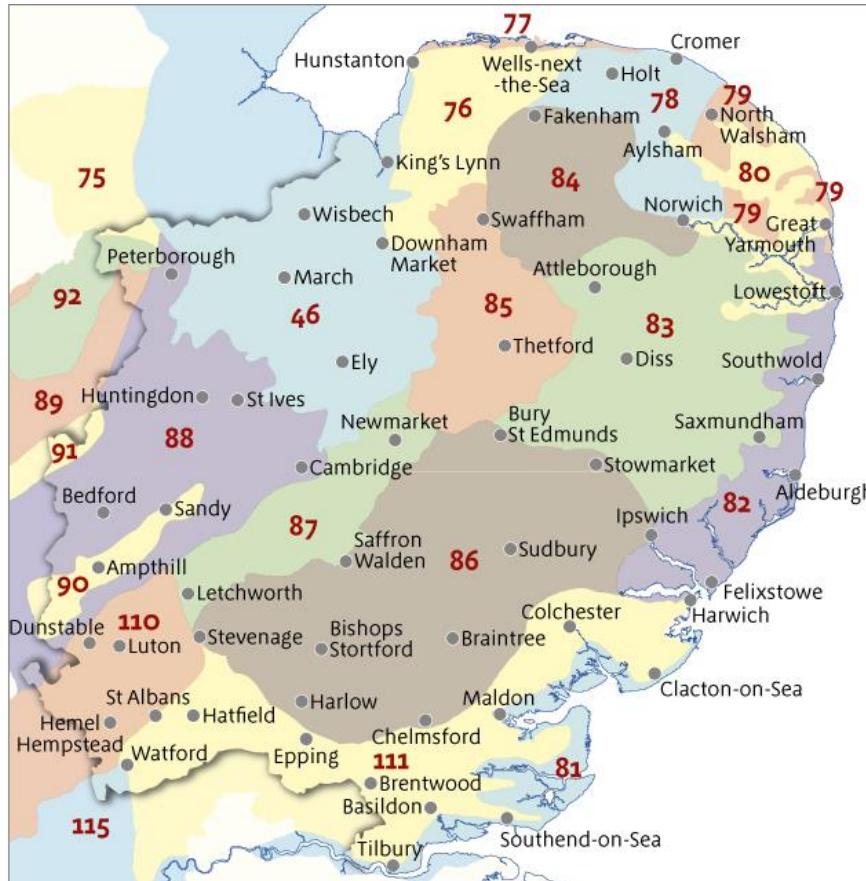 77
Cromer
Hunstanton
Wells-next
-the-Sea
Holt
76
78
79
Fakenham
North
Walsham
Aylsham
King's Lynn
75
84
80
Wisbech
Swaffham
Norwich
79
79
Great
Yarmouth
Downham
Market
Peterborough
March
Attleborough
92
Lowestoft
46
85
83
Thetford
Diss
Ely
Southwold
89
Huntingdon
St Ives
Newmarket
Bury
St Edmunds
Saxmundham
88
91
Cambridge
Stowmarket
Aldeburgh
Bedford
Sandy
82
87
Ipswich
Saffron
Walden
86
Sudbury
Ampthill
90
Felixstowe
Letchworth
Harwich
Colchester
110
Dunstable
Luton
Stevenage
Bishops
Stortford
Braintree
Clacton-on-Sea
St Albans
Harlow
Maldon
Hemel
Hempstead
Hatfield
Chelmsford
Epping
Watford
111
81
Brentwood
Basildon
115
Southend-on-Sea
Tilbury